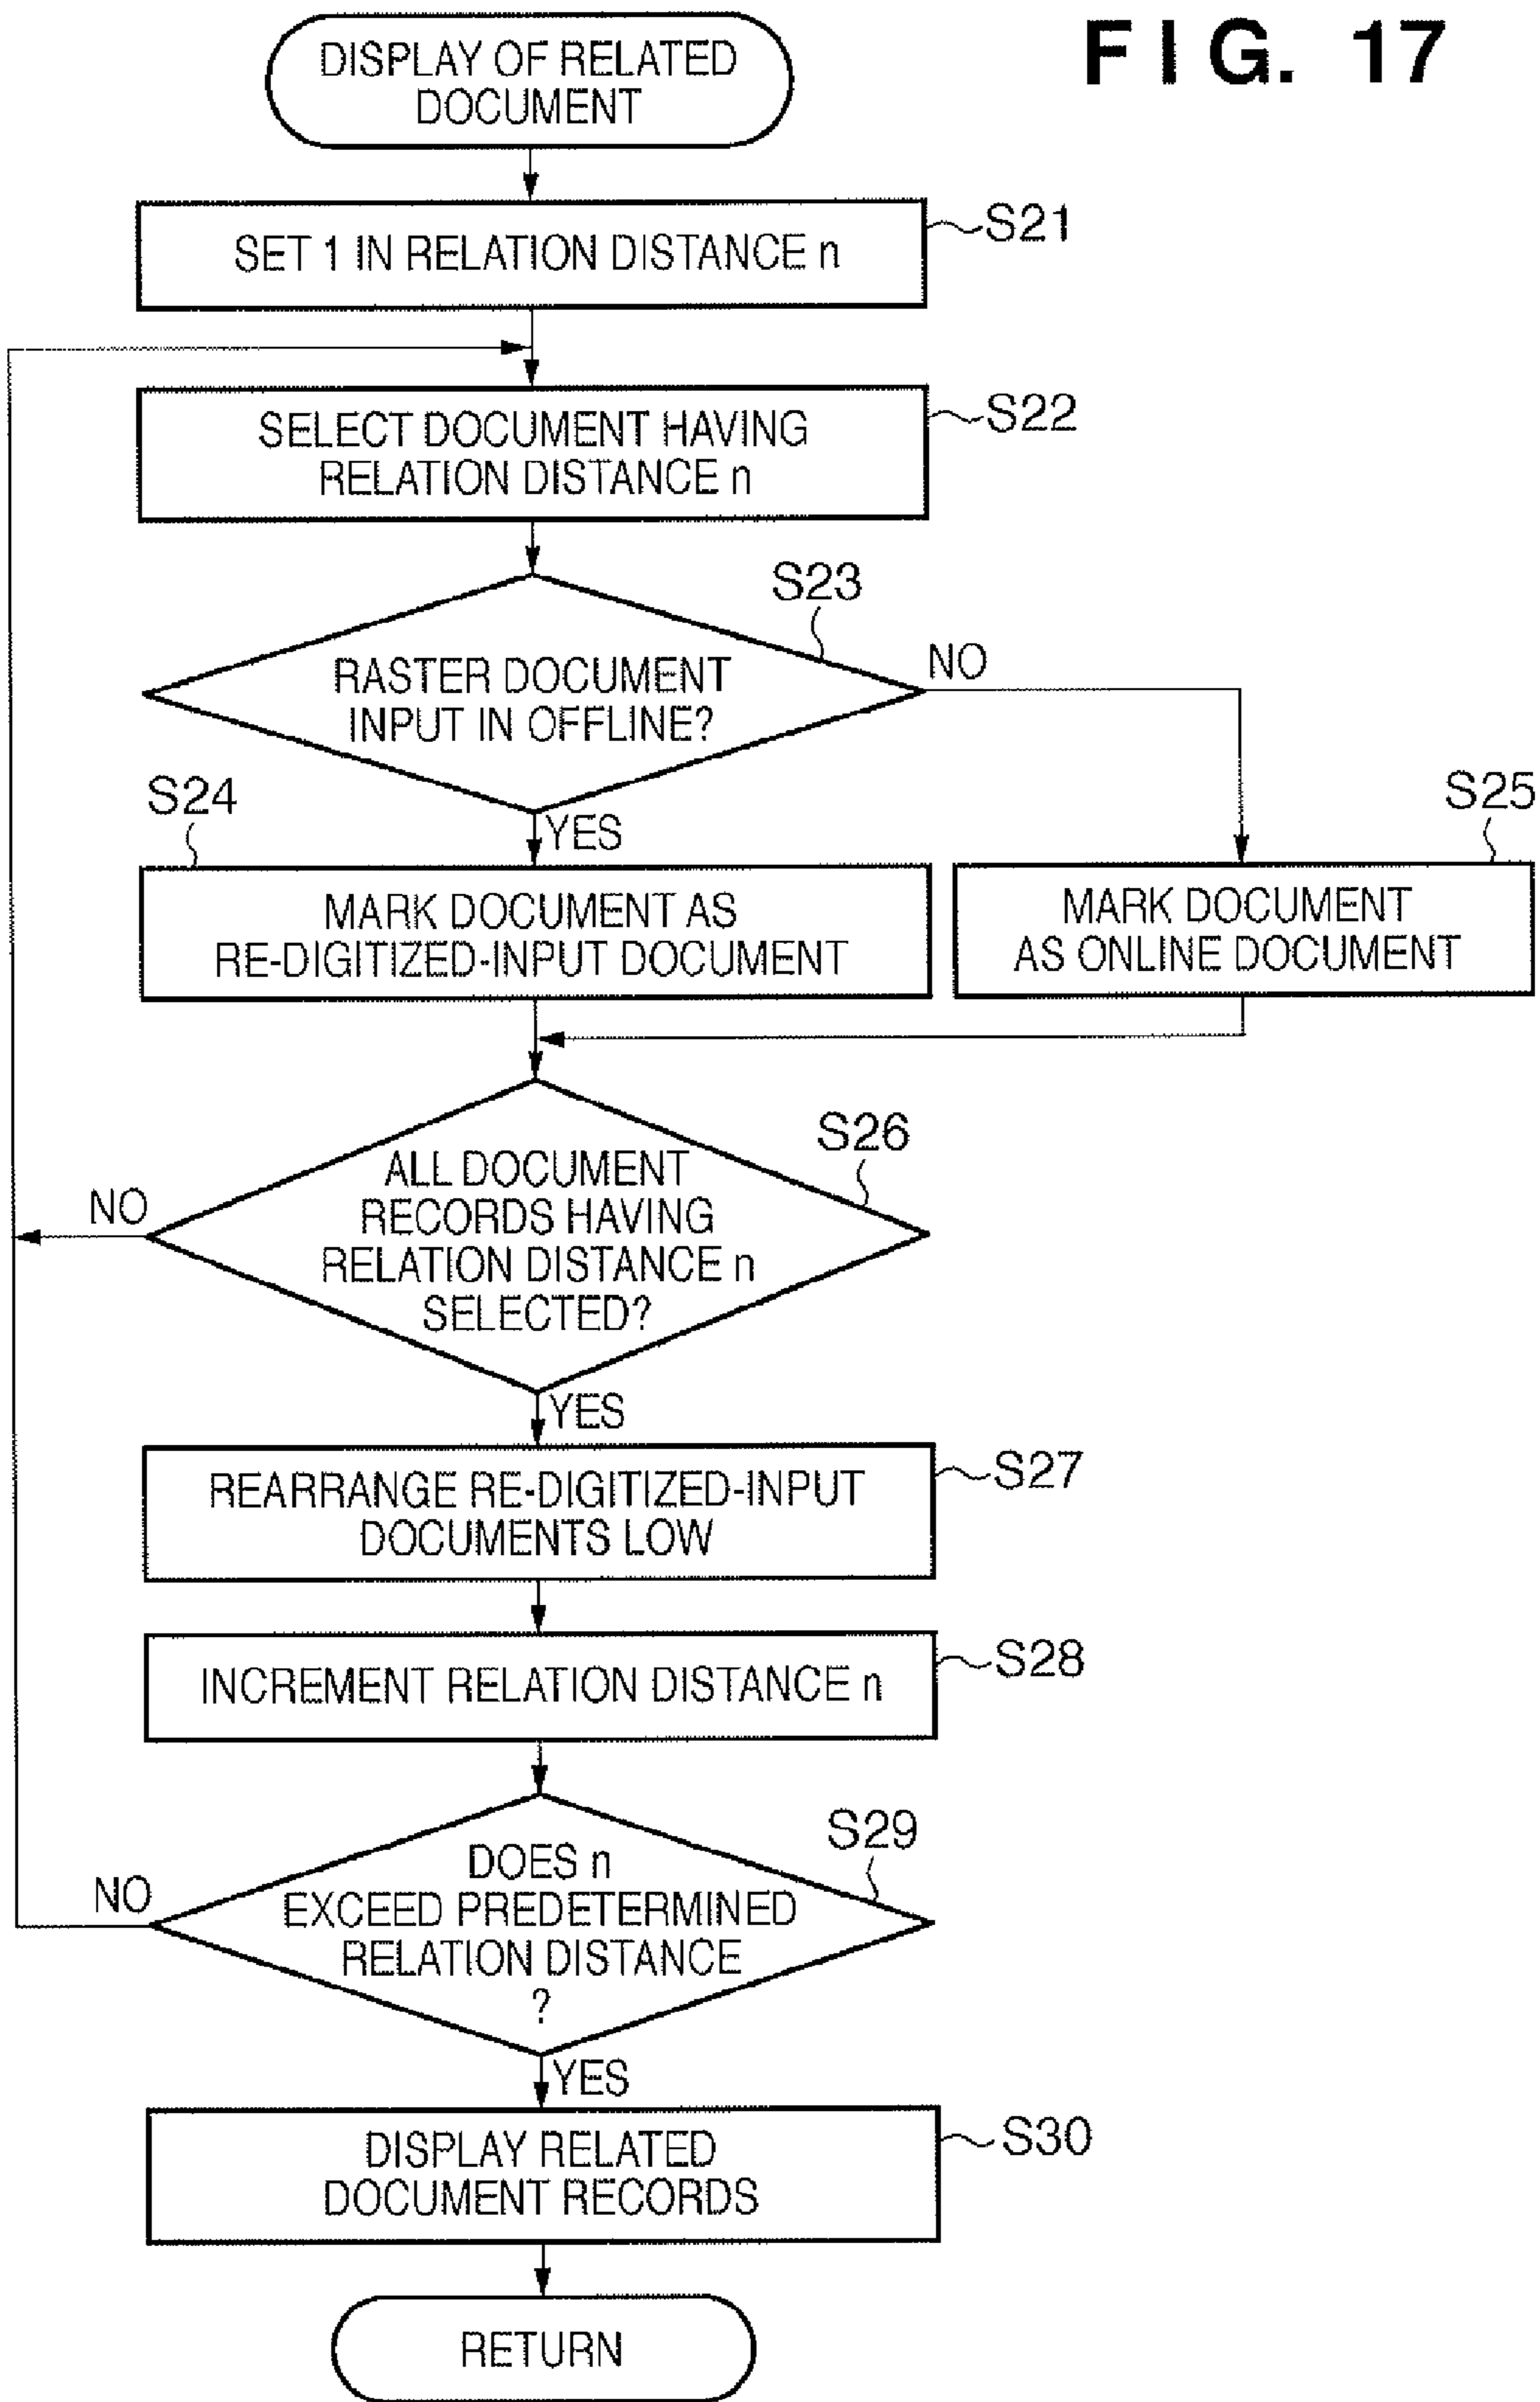 FIG. 17
DISPLAY OF RELATED
DOCUMENT
SET 1 IN RELATION DISTANCE n
S21
SELECT DOCUMENT HAVING
RELATION DISTANCE n
S22
RASTER DOCUMENT
INPUT IN OFFLINE?
S23
NO
YES
S24
MARK DOCUMENT AS
RE-DIGITIZED-INPUT DOCUMENT
S25
MARK DOCUMENT
AS ONLINE DOCUMENT
ALL DOCUMENT
RECORDS HAVING
RELATION DISTANCE n
SELECTED?
S26
NO
YES
REARRANGE RE-DIGITIZED-INPUT
DOCUMENTS LOW
S27
INCREMENT RELATION DISTANCE n
S28
DOES n
EXCEED PREDETERMINED
RELATION DISTANCE
?
S29
NO
YES
DISPLAY RELATED
DOCUMENT RECORDS
S30
RETURN